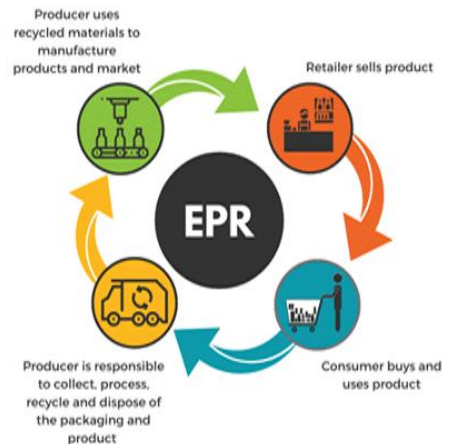 Producer uses
recycled materials to
manufacture
products and market
Retailer sells product
EPR
Producer is responsible
to collect, process,
recycle and dispose of
the packaging and
product
Consumer buys and
uses product